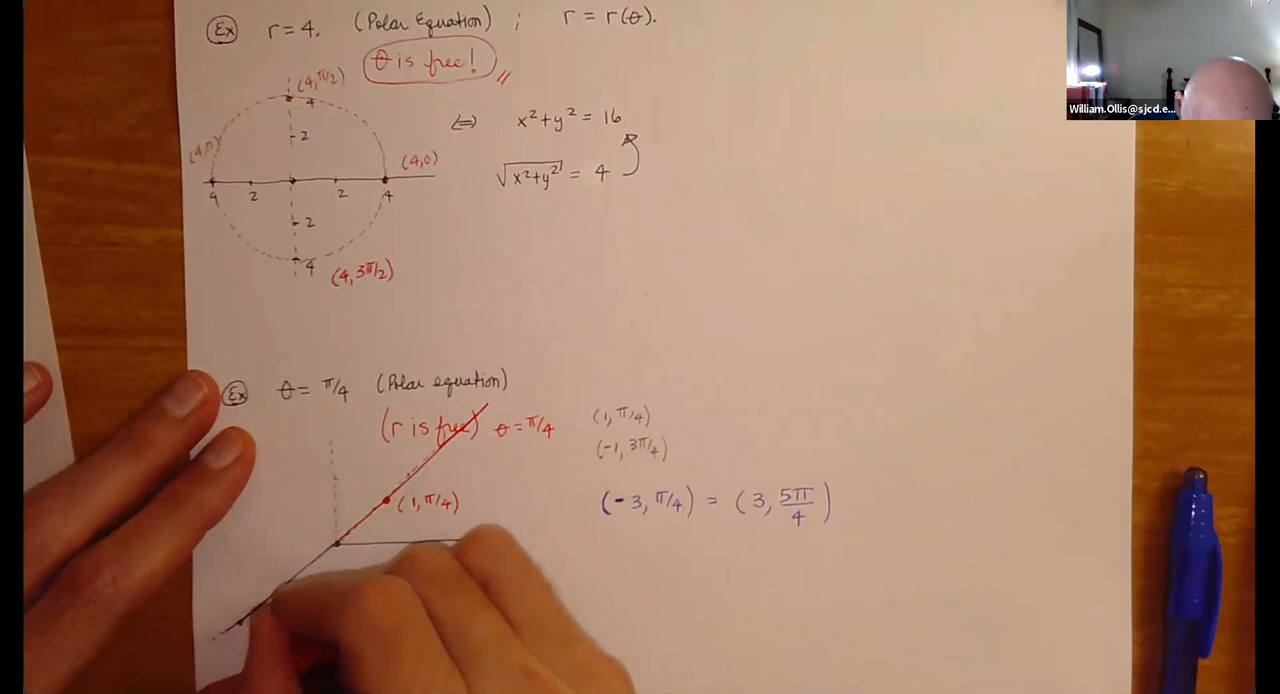 Ex r = 4. (Polar Equation) ; r = r(θ).
θ is free!
(4, π/2)
4
2
(4, π)
(4, 0)
4 2 2 4
2
4
(4, 3π/2)
⇔ x² + y² = 16
√x²+y² = 4
Ex θ = π/4 (Polar equation)
(r is free) θ = π/4
(1, π/4)
(1, π/4)
(-1, 3π/4)
(-3, π/4) = (3, 5π/4)
William.Ollis@sjcd.e...